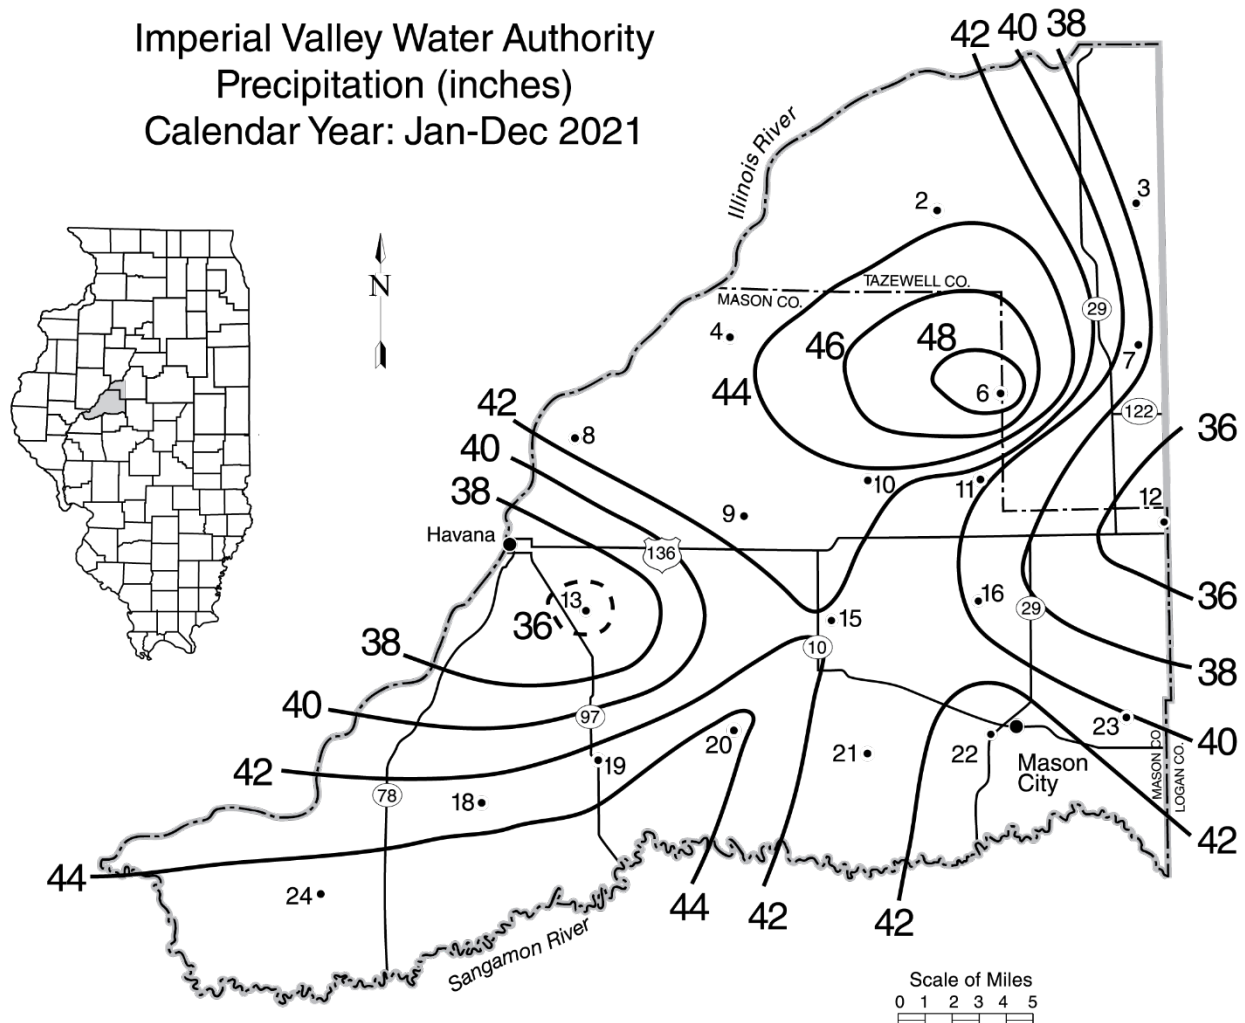 Imperial Valley Water Authority
Precipitation (inches)
Calendar Year: Jan-Dec 2021
42 40 38
Illinois River
3
2
N
TAZEWELL CO.
MASON CO.
29
4
46
48
7
44
6
42
122
36
8
40
10
11
38
12
9
Havana
136
13
16
36
36
29
15
38
10
38
40
97
23
20
40
21
22
42
19
Mason
City
MASON CO.
LOGAN CO.
78
18
42
44
24
44
42
42
Sangamon River
Scale of Miles
0 1 2 3 4 5